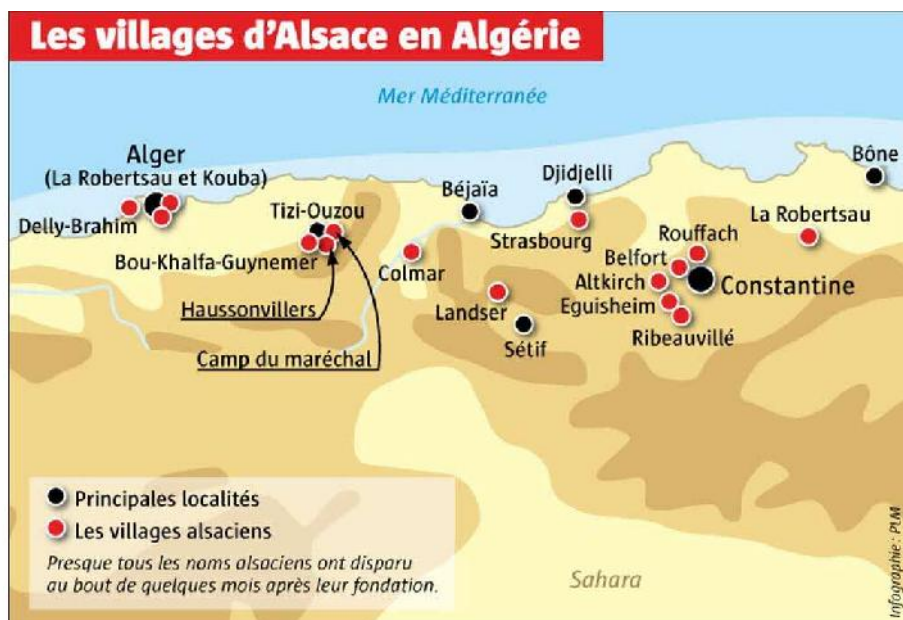 Les villages d'Alsace en Algérie
Mer Méditerranée
Alger
(La Robertsau et Kouba)
Delly-Brahim
Tizi-Ouzou
Bou-Khalfa-Guynemer
Haussonvillers
Camp du maréchal
Béjaïa
Colmar
Djidjelli
Strasbourg
Landser
Sétif
Bône
La Robertsau
Rouffach
Belfort
Altkirch
Constantine
Eguisheim
Ribeauvillé
Principales localités
Les villages alsaciens
Presque tous les noms alsaciens ont disparu
au bout de quelques mois après leur fondation.
Sahara
Infographie: PLM